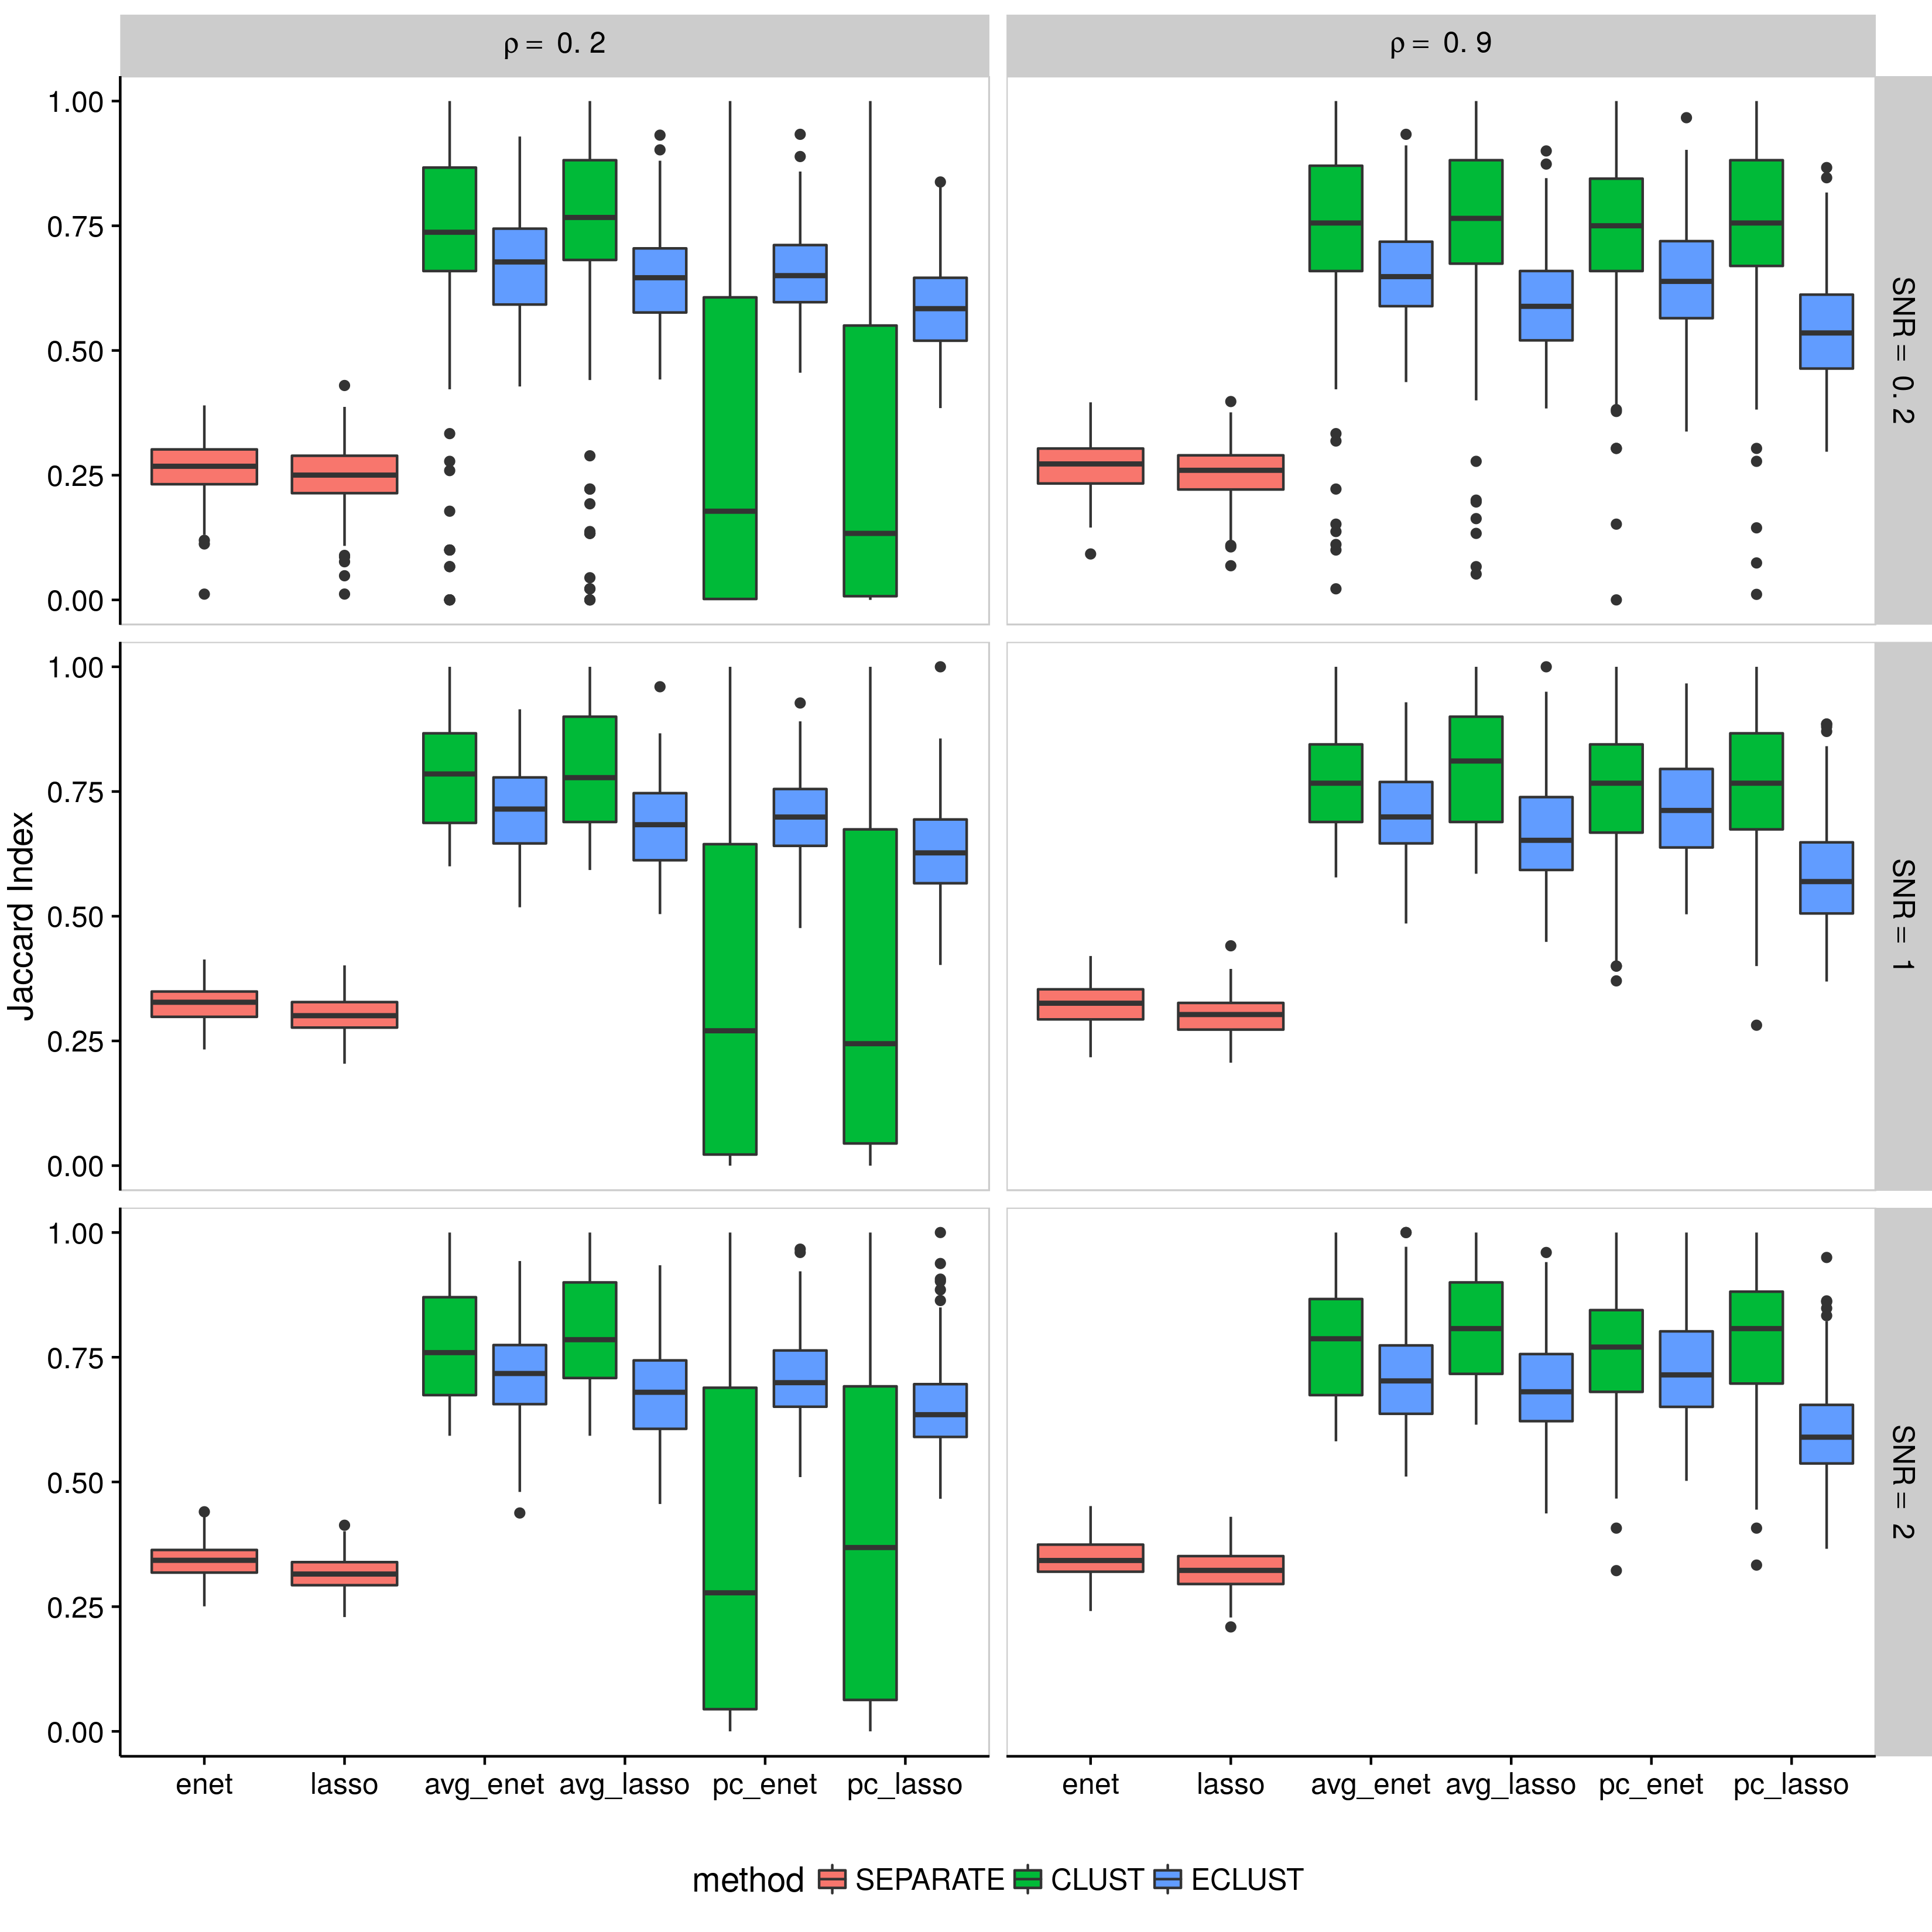 ρ = 0.2
ρ = 0.9
1.00
0.75
0.50
0.25
0.00
SNR = 0.2
1.00
0.75
0.50
0.25
0.00
SNR = 1
Jaccard Index
1.00
0.75
0.50
0.25
0.00
SNR = 2
enet lasso avg_enet avg_lasso pc_enet pc_lasso
enet lasso avg_enet avg_lasso pc_enet pc_lasso
method SEPARATE CLUST ECLUST